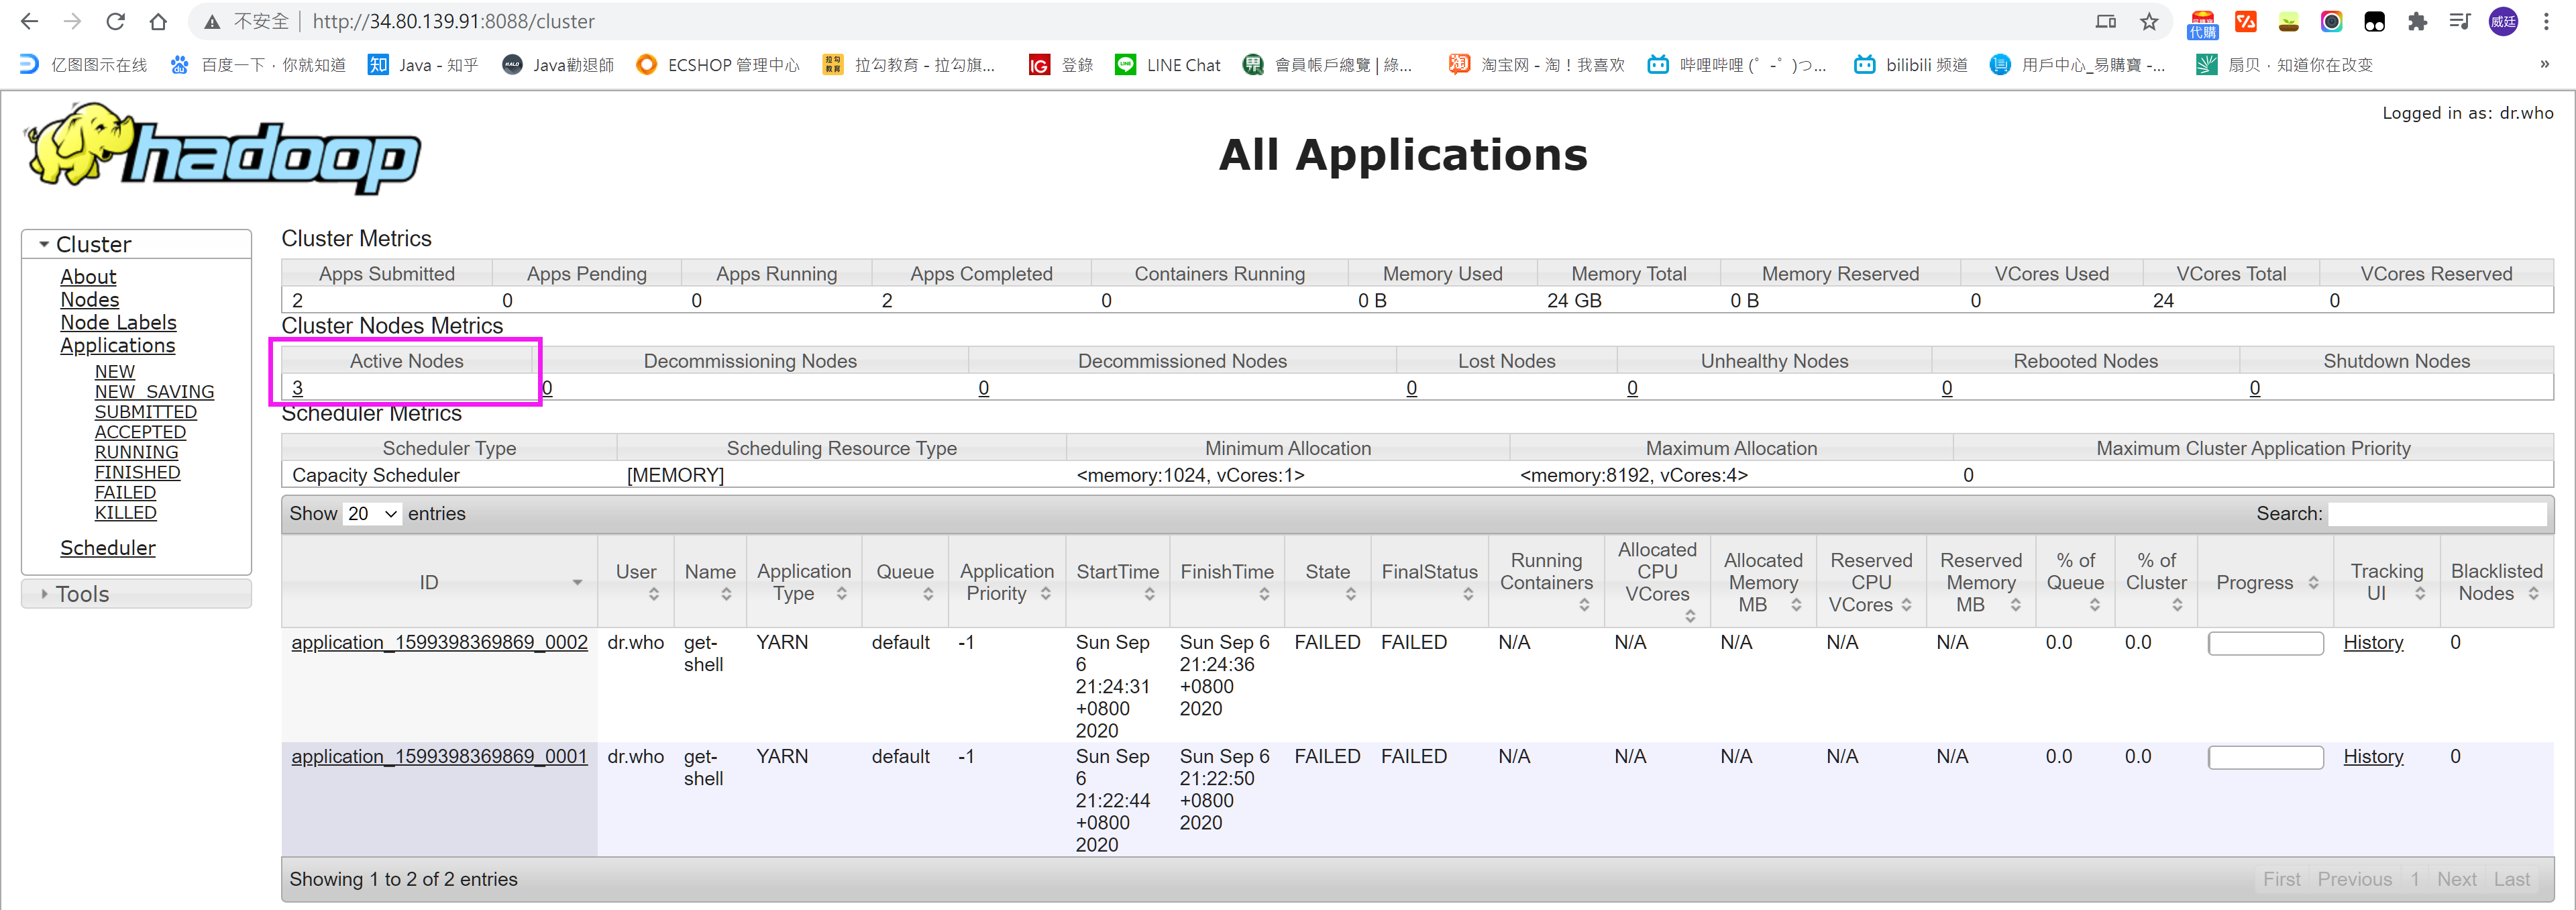 不安全 http://34.80.139.91:8088/cluster 代購 威廷
亿图图示在线 百度一下，你就知道 知 Java - 知乎 HALO Java勸退師 ECSHOP 管理中心 拉勾教育 拉勾教育 - 拉勾旗... IG 登錄 LINE Chat 會員帳戶總覽 | 綠... 淘 淘宝网 - 淘！我喜欢 哔哩哔哩 (゜-゜)つ... bilibili 频道 用戶中心_易購寶 -... 扇贝，知道你在改变 »
hadoop
Logged in as: dr.who
All Applications
Cluster
About
Nodes
Node Labels
Applications
NEW
NEW_SAVING
SUBMITTED
ACCEPTED
RUNNING
FINISHED
FAILED
KILLED
Scheduler
Tools
Cluster Metrics
Apps Submitted Apps Pending Apps Running Apps Completed Containers Running Memory Used Memory Total Memory Reserved VCores Used VCores Total VCores Reserved
2 0 0 2 0 0 B 24 GB 0 B 0 24 0
Cluster Nodes Metrics
Active Nodes Decommissioning Nodes Decommissioned Nodes Lost Nodes Unhealthy Nodes Rebooted Nodes Shutdown Nodes
3 0 0 0 0 0 0
Scheduler Metrics
Scheduler Type Scheduling Resource Type Minimum Allocation Maximum Allocation Maximum Cluster Application Priority
Capacity Scheduler [MEMORY] <memory:1024, vCores:1> <memory:8192, vCores:4> 0
Show 20 entries Search:
ID User Name Application Type Queue Application Priority StartTime FinishTime State FinalStatus Running Containers Allocated CPU VCores Allocated Memory MB Reserved CPU VCores Reserved Memory MB % of Queue % of Cluster Progress Tracking UI Blacklisted Nodes
application_1599398369869_0002 dr.who get-shell YARN default -1 Sun Sep 6 21:24:31 +0800 2020 Sun Sep 6 21:24:36 +0800 2020 FAILED FAILED N/A N/A N/A N/A N/A 0.0 0.0 History 0
application_1599398369869_0001 dr.who get-shell YARN default -1 Sun Sep 6 21:22:44 +0800 2020 Sun Sep 6 21:22:50 +0800 2020 FAILED FAILED N/A N/A N/A N/A N/A 0.0 0.0 History 0
Showing 1 to 2 of 2 entries First Previous 1 Next Last